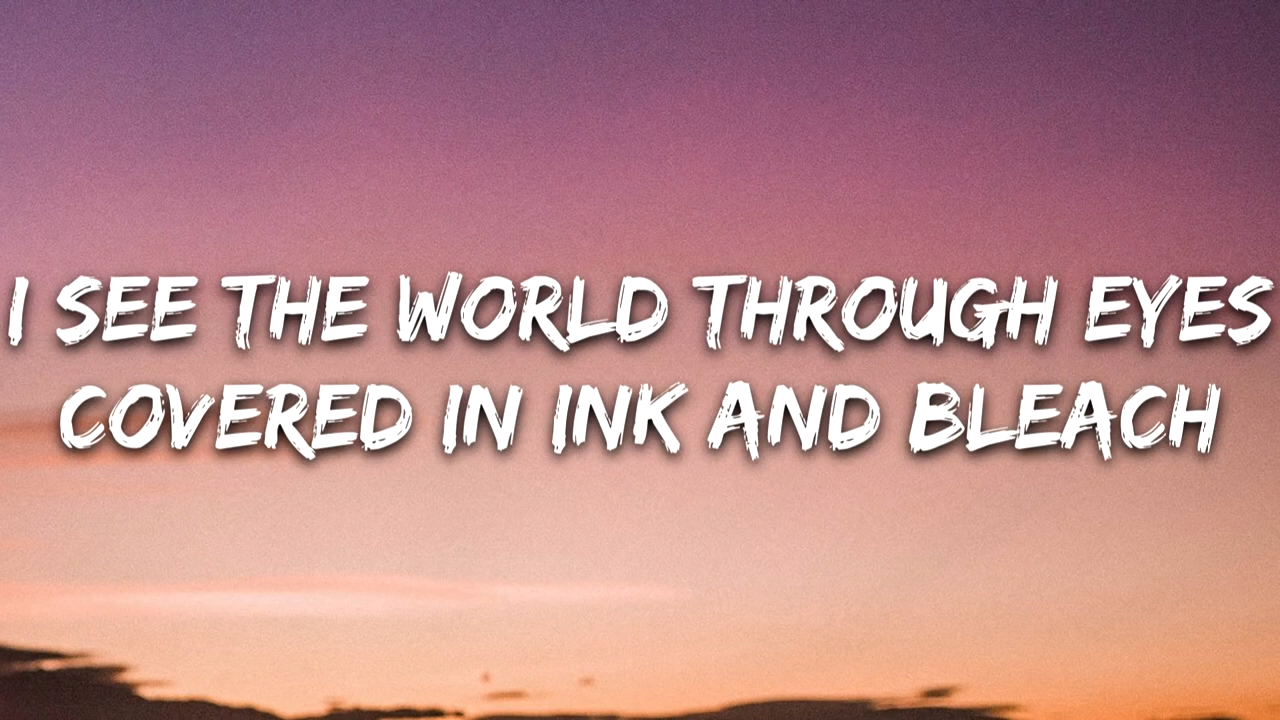 I SEE THE WORLD THROUGH EYES
COVERED IN INK AND BLEACH